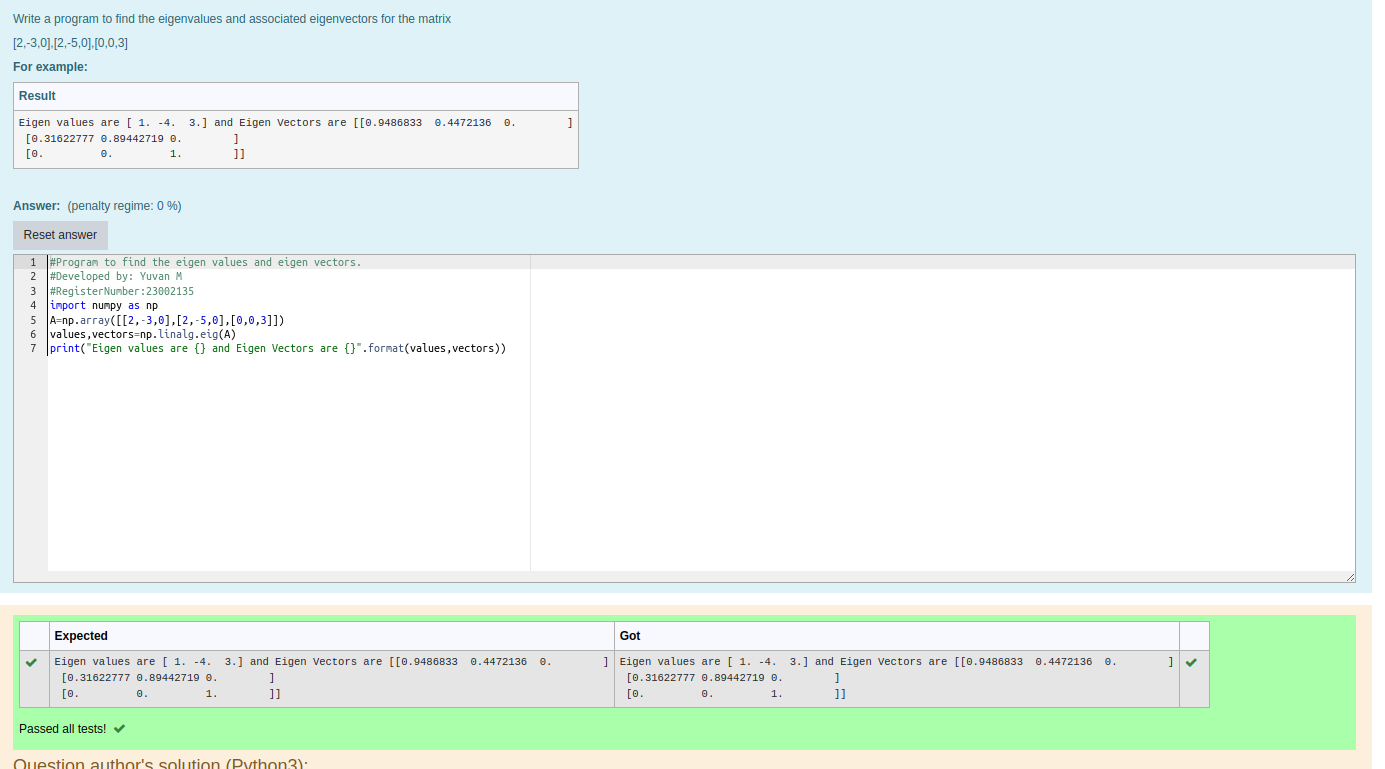 Write a program to find the eigenvalues and associated eigenvectors for the matrix
[2,-3,0],[2,-5,0],[0,0,3]
For example:
Result
Eigen values are [ 1. -4.  3.] and Eigen Vectors are [[0.9486833  0.4472136  0.        ]
 [0.31622777 0.89442719 0.        ]
 [0.         0.         1.        ]]
Answer: (penalty regime: 0 %)
Reset answer
1 #Program to find the eigen values and eigen vectors.
2 #Developed by: Yuvan M
3 #RegisterNumber:23002135
4 import numpy as np
5 A=np.array([[2,-3,0],[2,-5,0],[0,0,3]])
6 values,vectors=np.linalg.eig(A)
7 print("Eigen values are {} and Eigen Vectors are {}".format(values,vectors))
Expected Got
Eigen values are [ 1. -4.  3.] and Eigen Vectors are [[0.9486833  0.4472136  0.        ] Eigen values are [ 1. -4.  3.] and Eigen Vectors are [[0.9486833  0.4472136  0.        ]
 [0.31622777 0.89442719 0.        ] [0.31622777 0.89442719 0.        ]
 [0.         0.         1.        ]] [0.         0.         1.        ]]
Passed all tests!
Question author's solution (Python3):